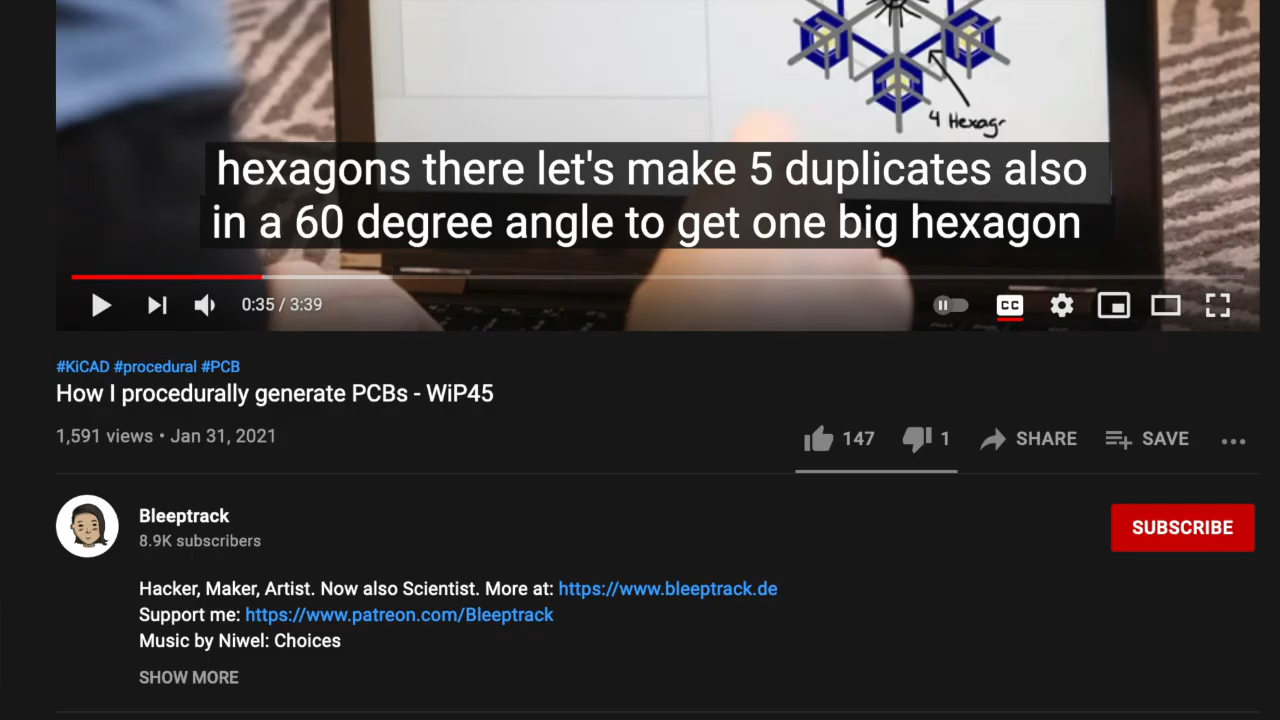 4 Hexagr
hexagons there let's make 5 duplicates also
in a 60 degree angle to get one big hexagon
0:35 / 3:39
CC
#KiCAD #procedural #PCB
How I procedurally generate PCBs - WiP45
1,591 views • Jan 31, 2021
147 1 SHARE SAVE
Bleeptrack
8.9K subscribers
SUBSCRIBE
Hacker, Maker, Artist. Now also Scientist. More at: https://www.bleeptrack.de
Support me: https://www.patreon.com/Bleeptrack
Music by Niwel: Choices
SHOW MORE